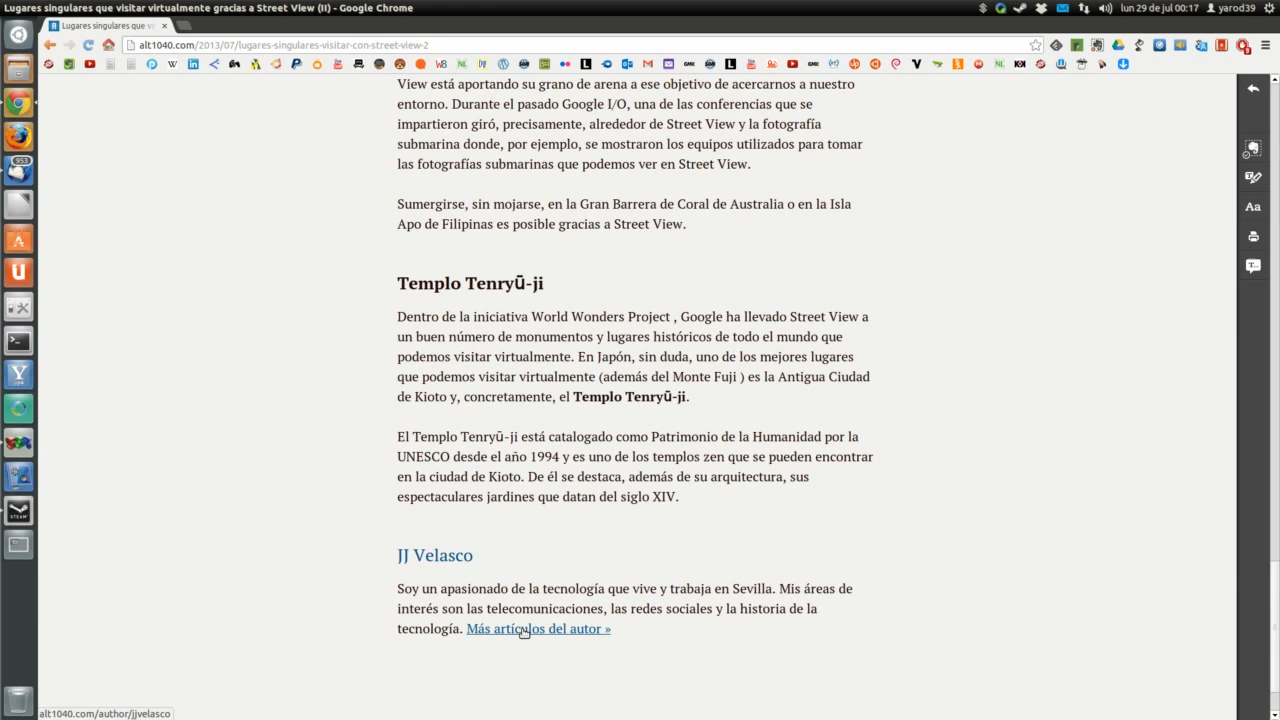 Lugares singulares que visitar virtualmente gracias a Street View (II) - Google Chrome
lun 29 de jul 00:17
yarod39
Lugares singulares que v
alt1040.com/2013/07/lugares-singulares-visitar-con-street-view-2
View está aportando su grano de arena a ese objetivo de acercarnos a nuestro
entorno. Durante el pasado Google I/O, una de las conferencias que se
impartieron giró, precisamente, alrededor de Street View y la fotografía
submarina donde, por ejemplo, se mostraron los equipos utilizados para tomar
las fotografías submarinas que podemos ver en Street View.
Sumergirse, sin mojarse, en la Gran Barrera de Coral de Australia o en la Isla
Apo de Filipinas es posible gracias a Street View.
Templo Tenryū-ji
Dentro de la iniciativa World Wonders Project , Google ha llevado Street View a
un buen número de monumentos y lugares históricos de todo el mundo que
podemos visitar virtualmente. En Japón, sin duda, uno de los mejores lugares
que podemos visitar virtualmente (además del Monte Fuji ) es la Antigua Ciudad
de Kioto y, concretamente, el Templo Tenryū-ji.
El Templo Tenryū-ji está catalogado como Patrimonio de la Humanidad por la
UNESCO desde el año 1994 y es uno de los templos zen que se pueden encontrar
en la ciudad de Kioto. De él se destaca, además de su arquitectura, sus
espectaculares jardines que datan del siglo XIV.
JJ Velasco
Soy un apasionado de la tecnología que vive y trabaja en Sevilla. Mis áreas de
interés son las telecomunicaciones, las redes sociales y la historia de la
tecnología. Más artículos del autor »
alt1040.com/author/jjvelasco
953
Aa
STEAM